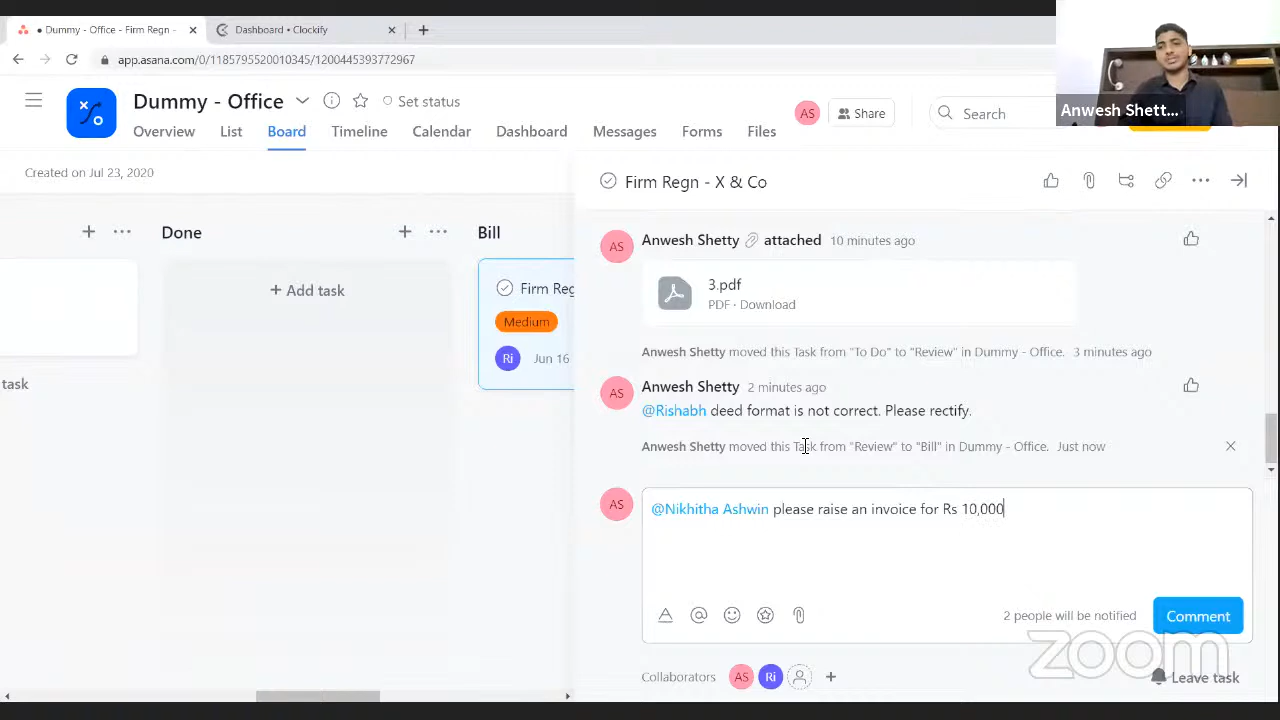 Dummy - Office - Firm Regn -
Dashboard • Clockify
app.asana.com/0/1185795520010345/1200445393772967
Anwesh Shett...
Dummy - Office
Set status
AS
Share
Search
Overview
List
Board
Timeline
Calendar
Dashboard
Messages
Forms
Files
Created on Jul 23, 2020
Firm Regn - X & Co
Done
Bill
+ Add task
task
Firm Reg
Medium
Ri
Jun 16
AS
Anwesh Shetty attached 10 minutes ago
3.pdf
PDF · Download
Anwesh Shetty moved this Task from "To Do" to "Review" in Dummy - Office. 3 minutes ago
AS
Anwesh Shetty 2 minutes ago
@Rishabh deed format is not correct. Please rectify.
Anwesh Shetty moved this Task from "Review" to "Bill" in Dummy - Office. Just now
AS
@Nikhitha Ashwin please raise an invoice for Rs 10,000
2 people will be notified
Comment
zoom
Collaborators
AS
Ri
Leave task